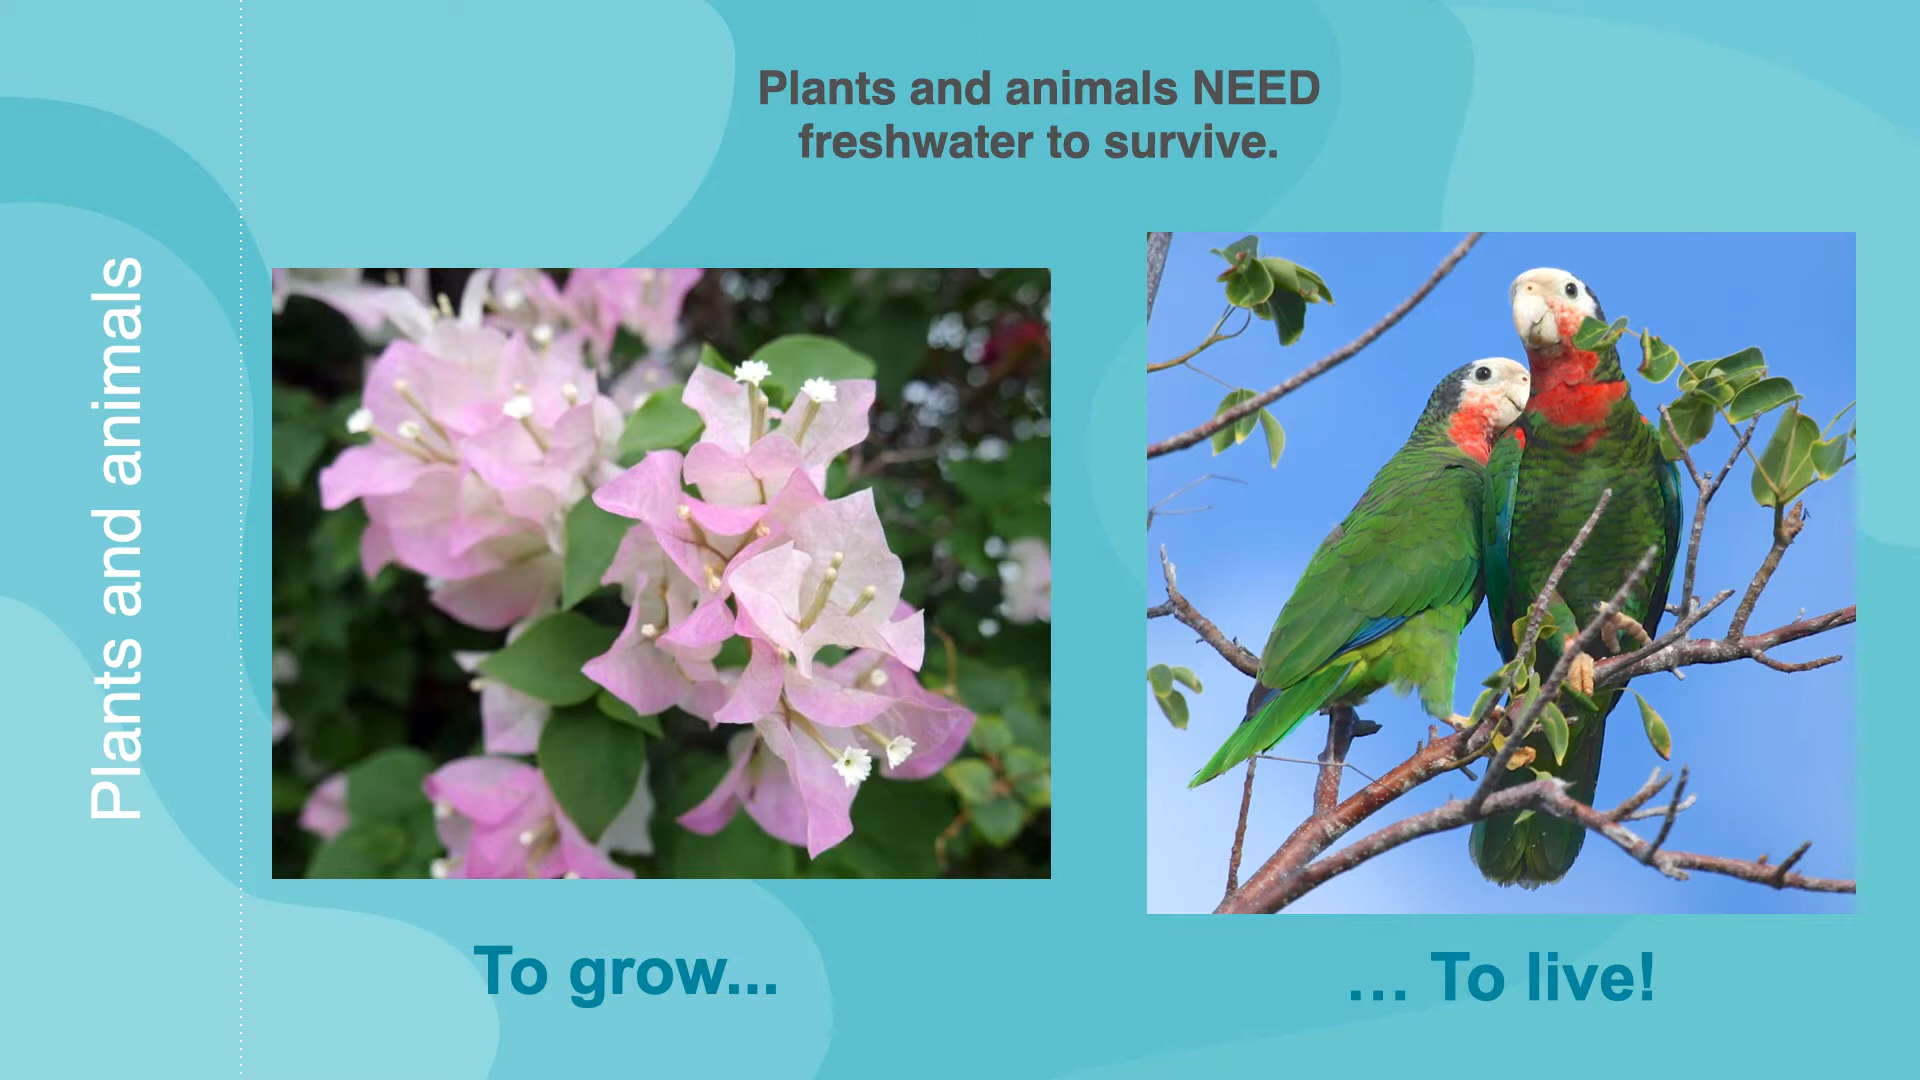 Plants and animals
Plants and animals NEED
freshwater to survive.
To grow...
... To live!